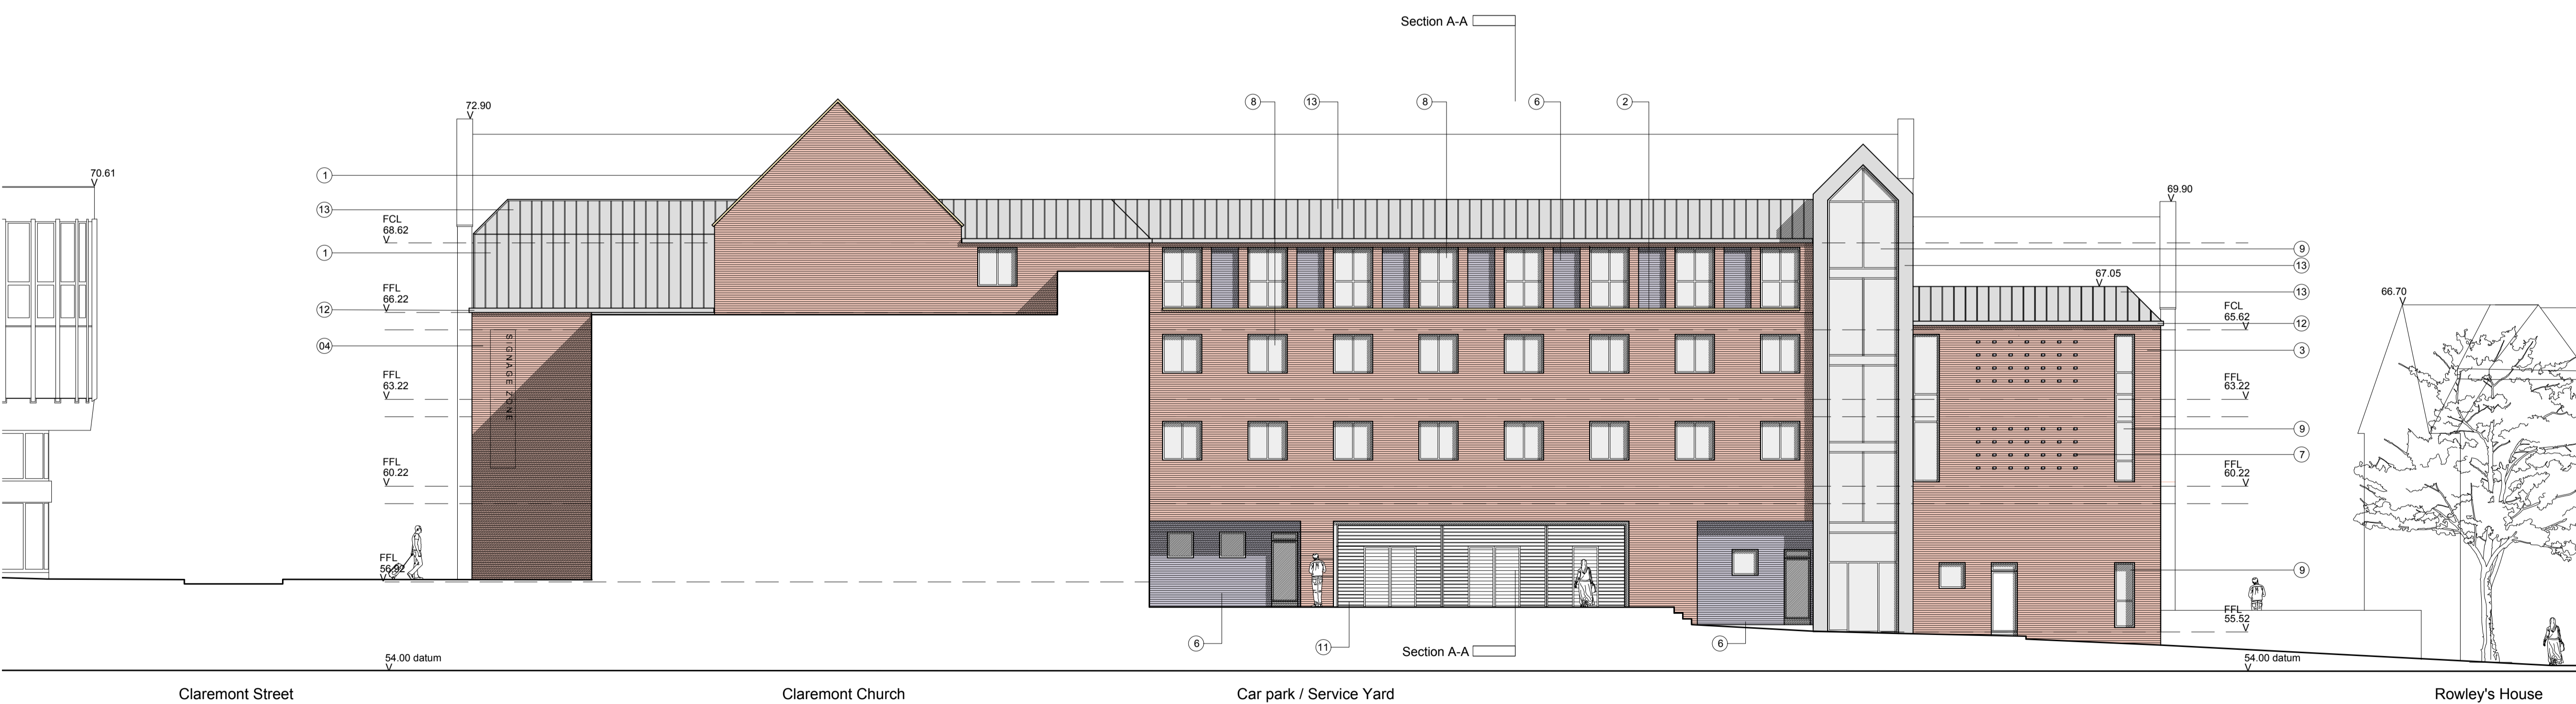 Section A-A
72.90
8
13
8
6
2
70.61
1
13
FCL
68.62
1
FFL
66.22
12
04
SIGNAGE ZONE
FFL
63.22
FFL
60.22
FFL
56.92
69.90
9
13
67.05
13
66.70
FCL
65.62
12
3
FFL
63.22
9
7
FFL
60.22
9
FFL
55.52
6
11
Section A-A
6
54.00 datum
54.00 datum
Claremont Street
Claremont Church
Car park / Service Yard
Rowley's House